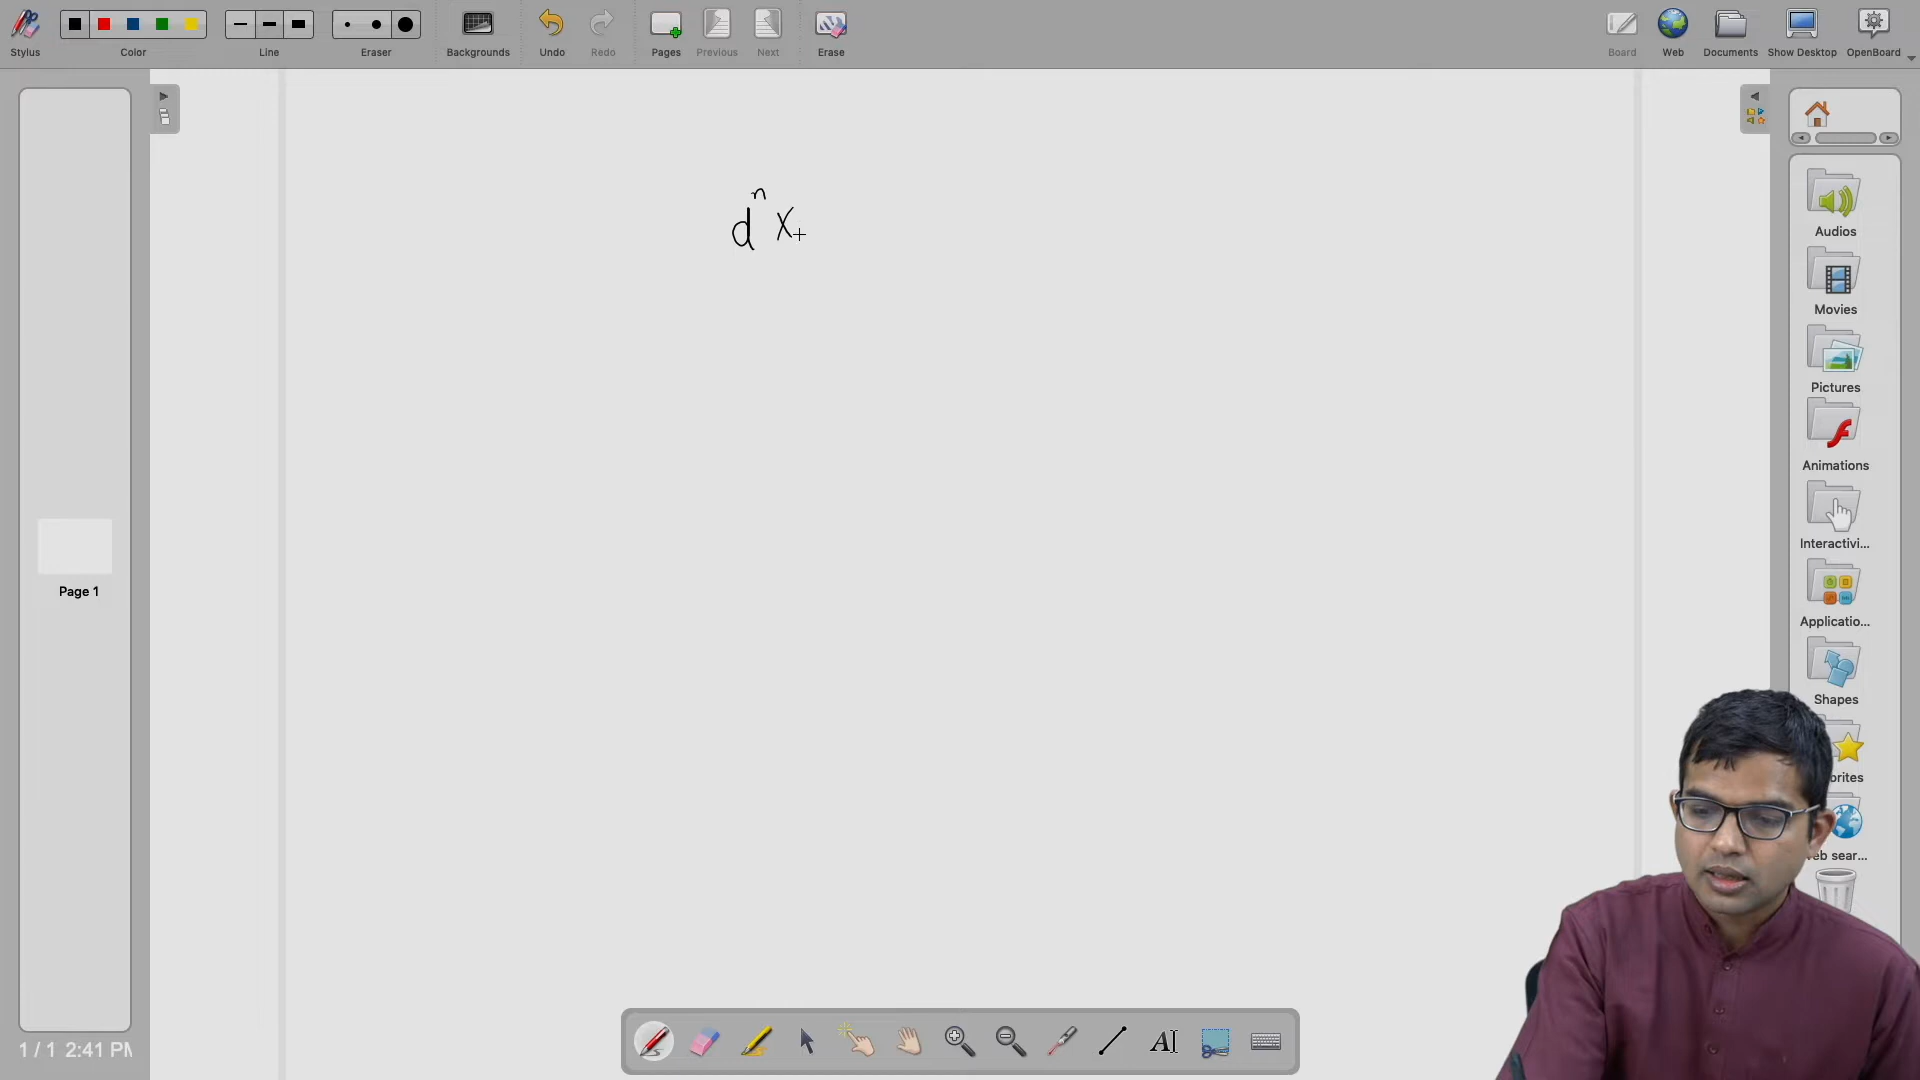 Stylus Color Line Eraser Backgrounds Undo Redo Pages Previous Next Erase Board Web Documents Show Desktop OpenBoard
d^n x
Audios
Movies
Pictures
Animations
Interactivi...
Page 1
Applicatio...
Shapes
1 / 1 2:41 PM